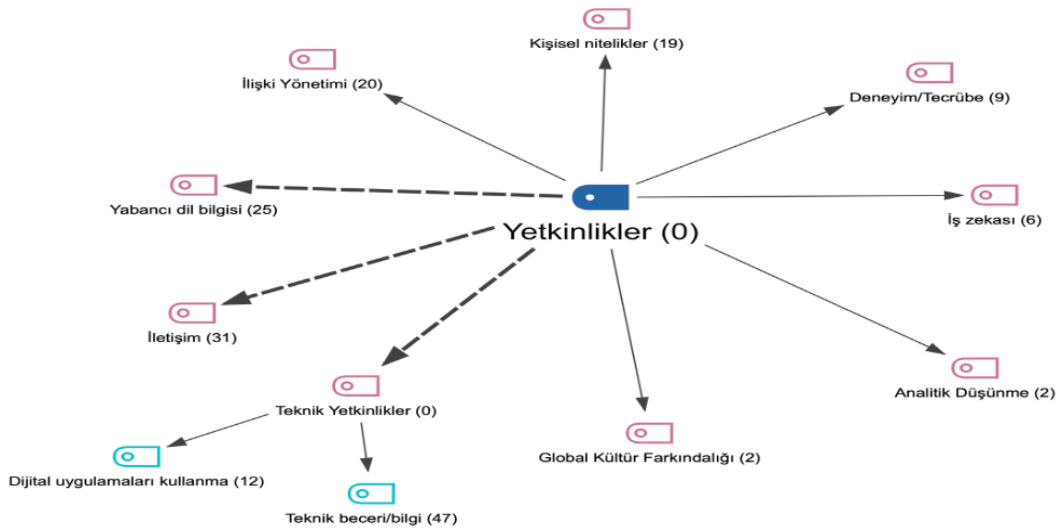 Kişisel nitelikler (19)
İlişki Yönetimi (20)
Deneyim/Tecrübe (9)
Yabancı dil bilgisi (25)
İş zekası (6)
Yetkinlikler (0)
İletişim (31)
Analitik Düşünme (2)
Teknik Yetkinlikler (0)
Global Kültür Farkındalığı (2)
Dijital uygulamaları kullanma (12)
Teknik beceri/bilgi (47)